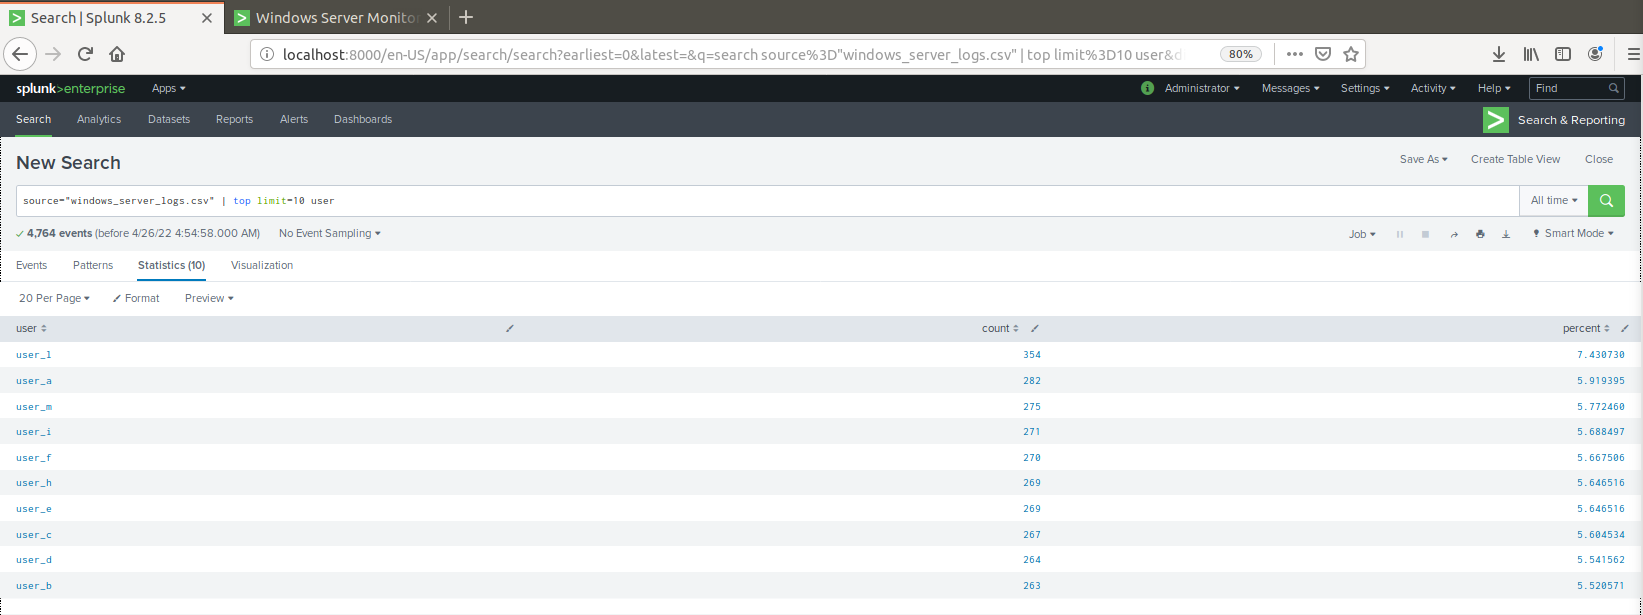 Search | Splunk 8.2.5 Windows Server Monito
localhost:8000/en-US/app/search/search?earliest=0&latest=&q=search source%3D"windows_server_logs.csv" | top limit%3D10 user&d 80%
splunk>enterprise Apps Administrator Messages Settings Activity Help Find
Search Analytics Datasets Reports Alerts Dashboards Search & Reporting
New Search Save As Create Table View Close
source="windows_server_logs.csv" | top limit=10 user All time
4,764 events (before 4/26/22 4:54:58.000 AM) No Event Sampling Job Smart Mode
Events Patterns Statistics (10) Visualization
20 Per Page Format Preview
user count percent
user_l 354 7.430730
user_a 282 5.919395
user_m 275 5.772460
user_i 271 5.688497
user_f 270 5.667506
user_h 269 5.646516
user_e 269 5.646516
user_c 267 5.604534
user_d 264 5.541562
user_b 263 5.520571